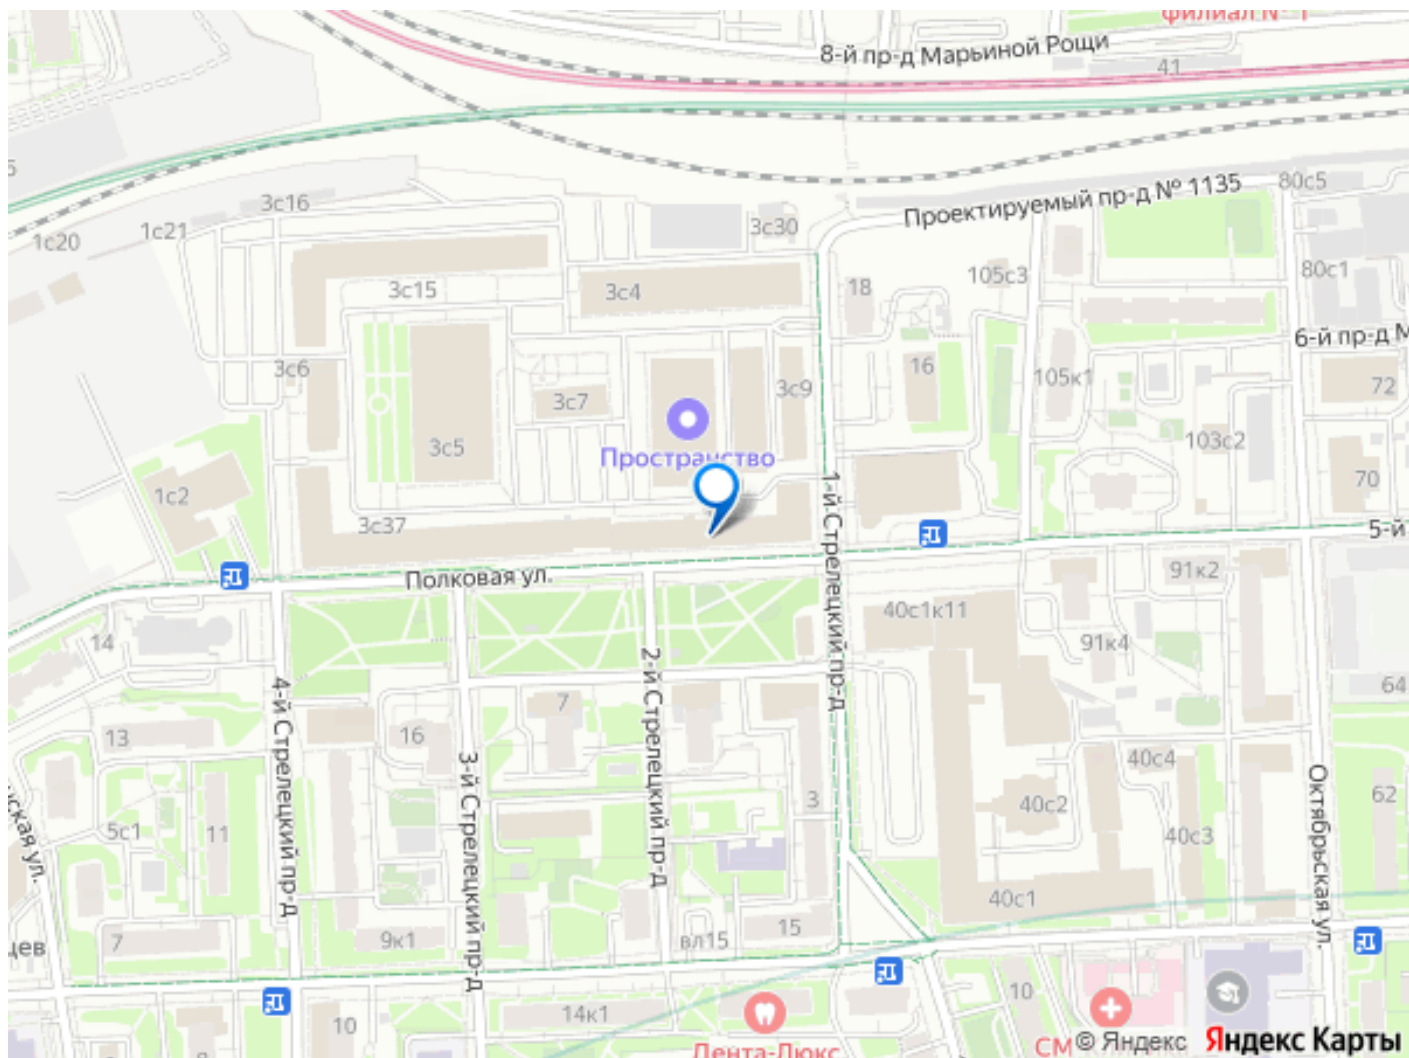 филиал № 1
8-й пр-д Марьиной Рощи
41
Проектируемый пр-д № 1135
80с5
3с16
1с21
1с20
3с30
80с1
105с3
18
3с15
3с4
6-й пр-д М
3с6
16
105к1
72
3с7
3с9
3с5
103с2
Пространство
70
1с2
1-й Стрелецкий пр-д
3с37
5-й
Полковая ул.
91к2
40с1к11
14
91к4
2-й Стрелецкий пр-д
4-й Стрелецкий пр-д
64
7
16
13
3-й Стрелецкий пр-д
40с4
Октябрьская ул.
62
3
40с2
5с1
11
40с3
нская ул.
40с1
15
вл15
9к1
7
цев
10
14к1
10
Дента-Люкс
СМ
© Яндекс
Яндекс Карты